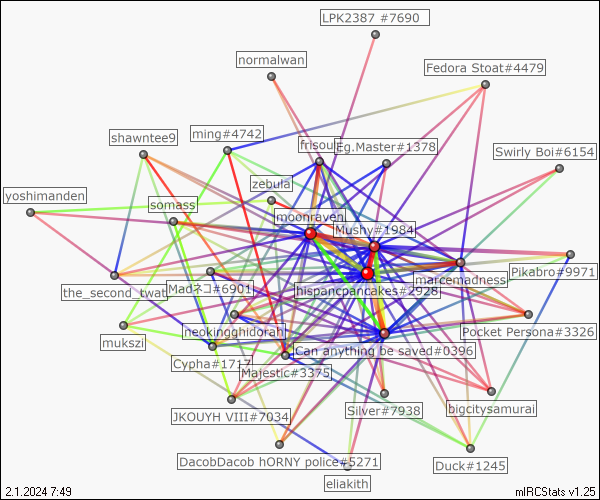 LPK2387 #7690
normalwan
Fedora Stoat#4479
ming#4742
shawntee9
frisoul
Eg.Master#1378
Swirly Boi#6154
zebula
yoshimanden
somass
moonraven
Mushy#1984
the_second_twat
Madネコ#6901
hispancpancakes#2928
marcemadness
Pikabro#9971
mukszi
neokingghidorah
Pocket Persona#3326
Cypha#1717
Majestic#3375
Can anything be saved#0396
JKOUYH VIII#7034
Silver#7938
bigcitysamurai
DacobDacob hORNY police#5271
Duck#1245
eliakith
2.1.2024 7:49
mIRCStats v1.25